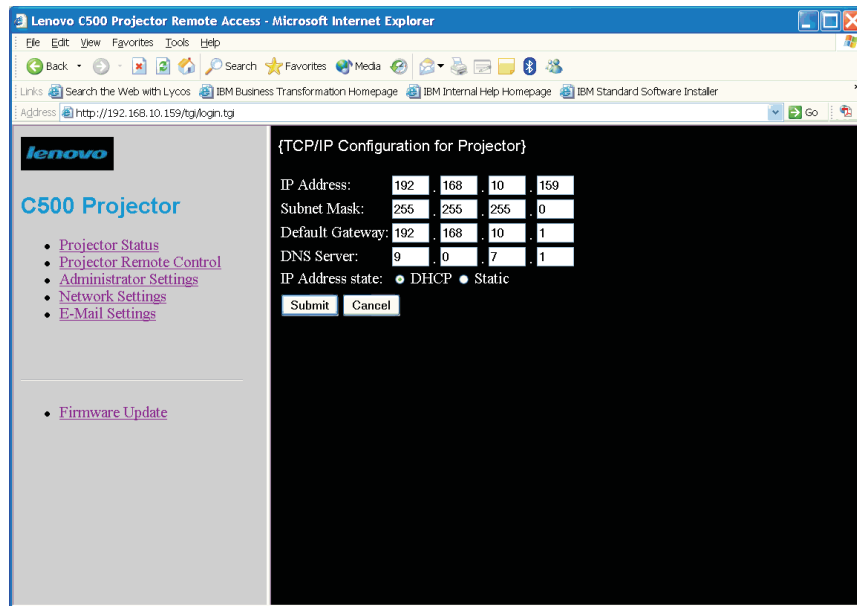 Lenovo C500 Projector Remote Access - Microsoft Internet Explorer
File Edit View Favorites Tools Help
Back Search Favorites Media
Links Search the Web with Lycos IBM Business Transformation Homepage IBM Internal Help Homepage IBM Standard Software Installer
Address http://192.168.10.159/tgi/login.tgi Go
lenovo
C500 Projector
Projector Status
Projector Remote Control
Administrator Settings
Network Settings
E-Mail Settings
Firmware Update
{TCP/IP Configuration for Projector}
IP Address: 192 . 168 . 10 . 159
Subnet Mask: 255 . 255 . 255 . 0
Default Gateway: 192 . 168 . 10 . 1
DNS Server: 9 . 0 . 7 . 1
IP Address state: DHCP Static
Submit Cancel